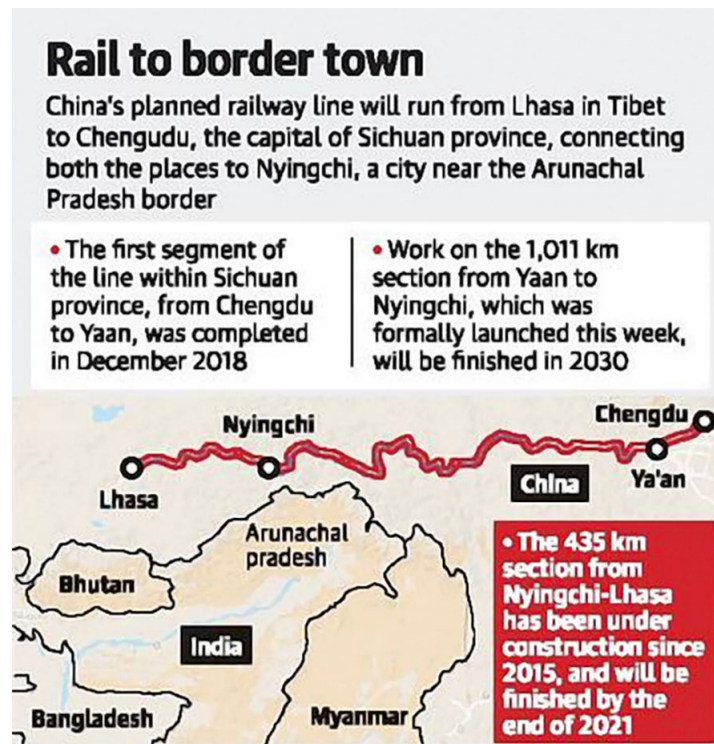 Rail to border town
China's planned railway line will run from Lhasa in Tibet
to Chengudu, the capital of Sichuan province, connecting
both the places to Nyingchi, a city near the Arunachal
Pradesh border
• The first segment of
the line within Sichuan
province, from Chengdu
to Yaan, was completed
in December 2018
• Work on the 1,011 km
section from Yaan to
Nyingchi, which was
formally launched this week,
will be finished in 2030
Chengdu
Nyingchi
Ya'an
China
Lhasa
Arunachal
pradesh
Bhutan
India
Bangladesh
Myanmar
• The 435 km
section from
Nyingchi-Lhasa
has been under
construction since
2015, and will be
finished by the
end of 2021